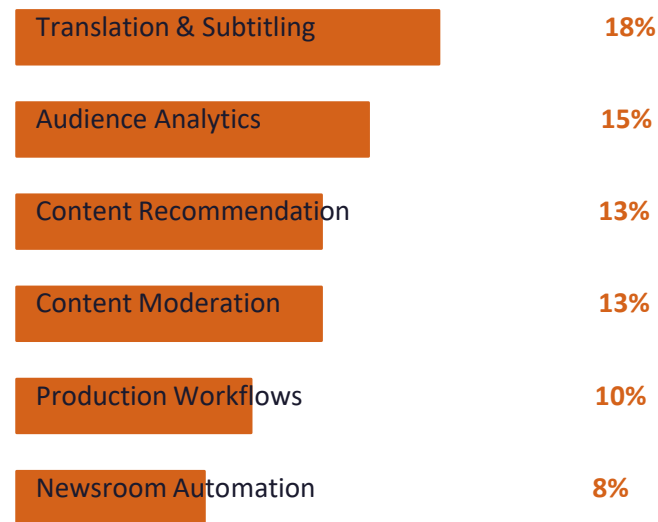 Translation & Subtitling 18%
Audience Analytics 15%
Content Recommendation 13%
Content Moderation 13%
Production Workflows 10%
Newsroom Automation 8%